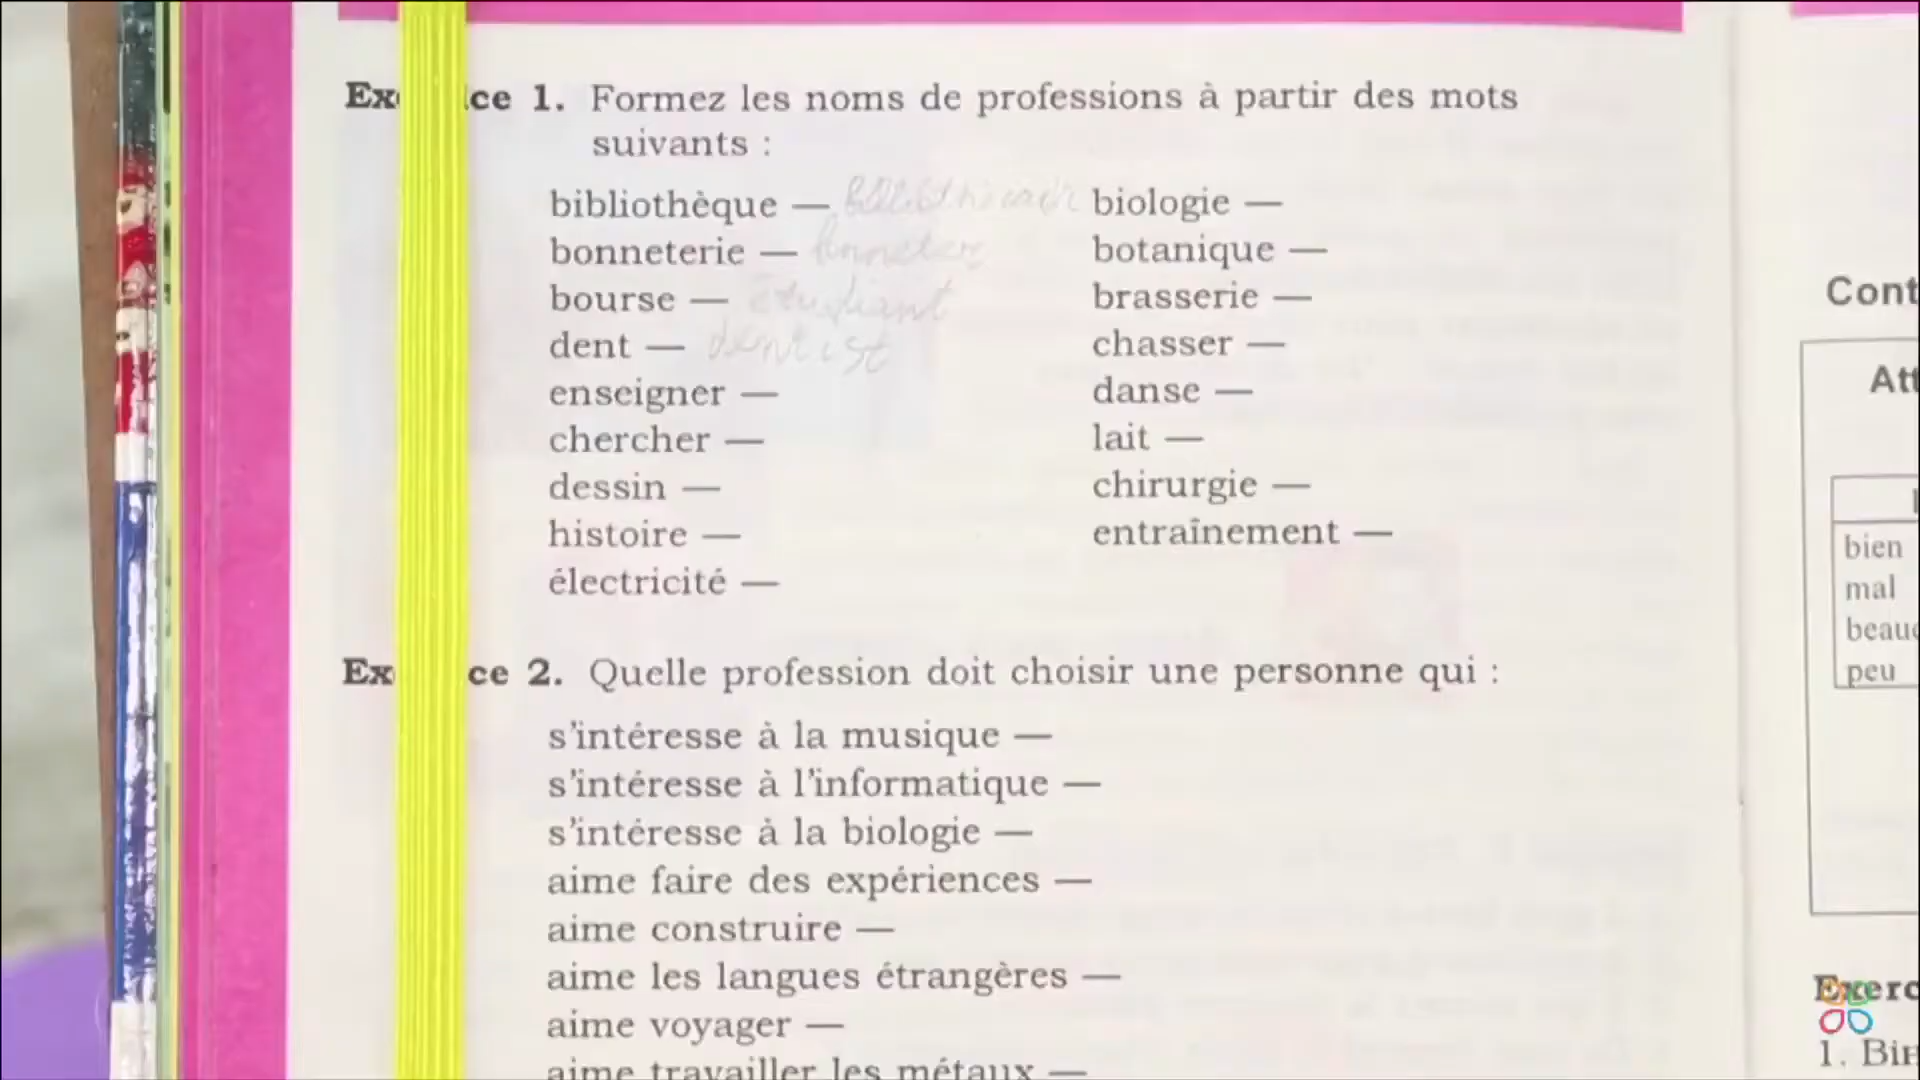 Ex ce 1. Formez les noms de professions à partir des mots
suivants :
bibliothèque —
bonneterie —
bourse — étudiant
dent — dentist
enseigner —
chercher —
dessin —
histoire —
électricité —
biologie —
botanique —
brasserie —
chasser —
danse —
lait —
chirurgie —
entraînement —
Ex ce 2. Quelle profession doit choisir une personne qui :
s'intéresse à la musique —
s'intéresse à l'informatique —
s'intéresse à la biologie —
aime faire des expériences —
aime construire —
aime les langues étrangères —
aime voyager —
aime travailler les métaux —
Cont
Att
bien
mal
beauc
peu
Exerc
1. Він